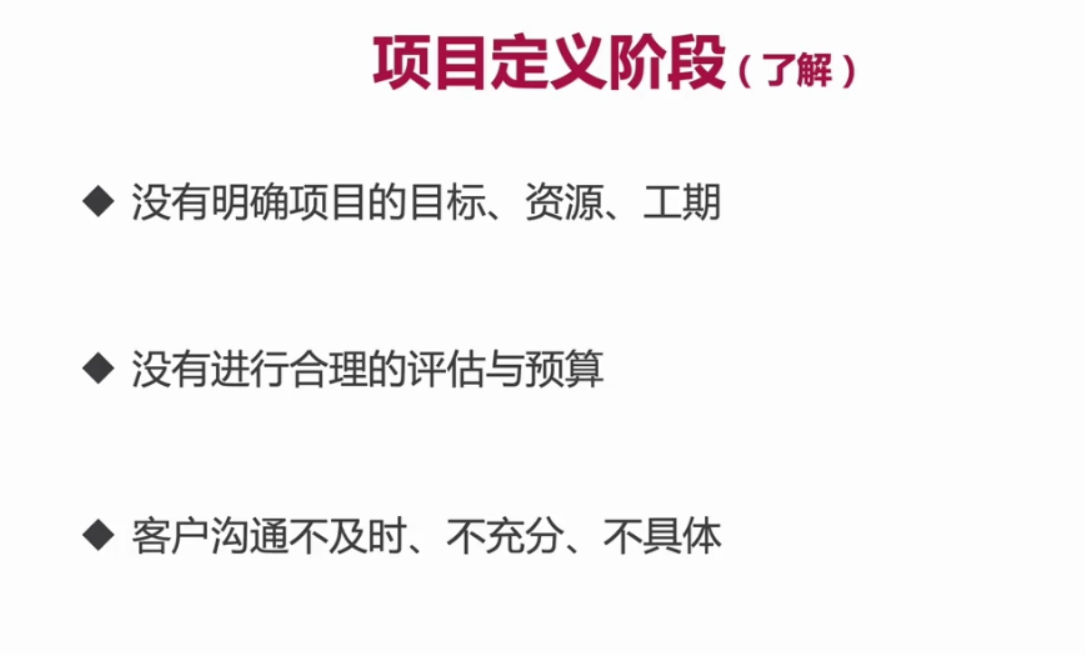 项目定义阶段（了解）
◆ 没有明确项目的目标、资源、工期
◆ 没有进行合理的评估与预算
◆ 客户沟通不及时、不充分、不具体